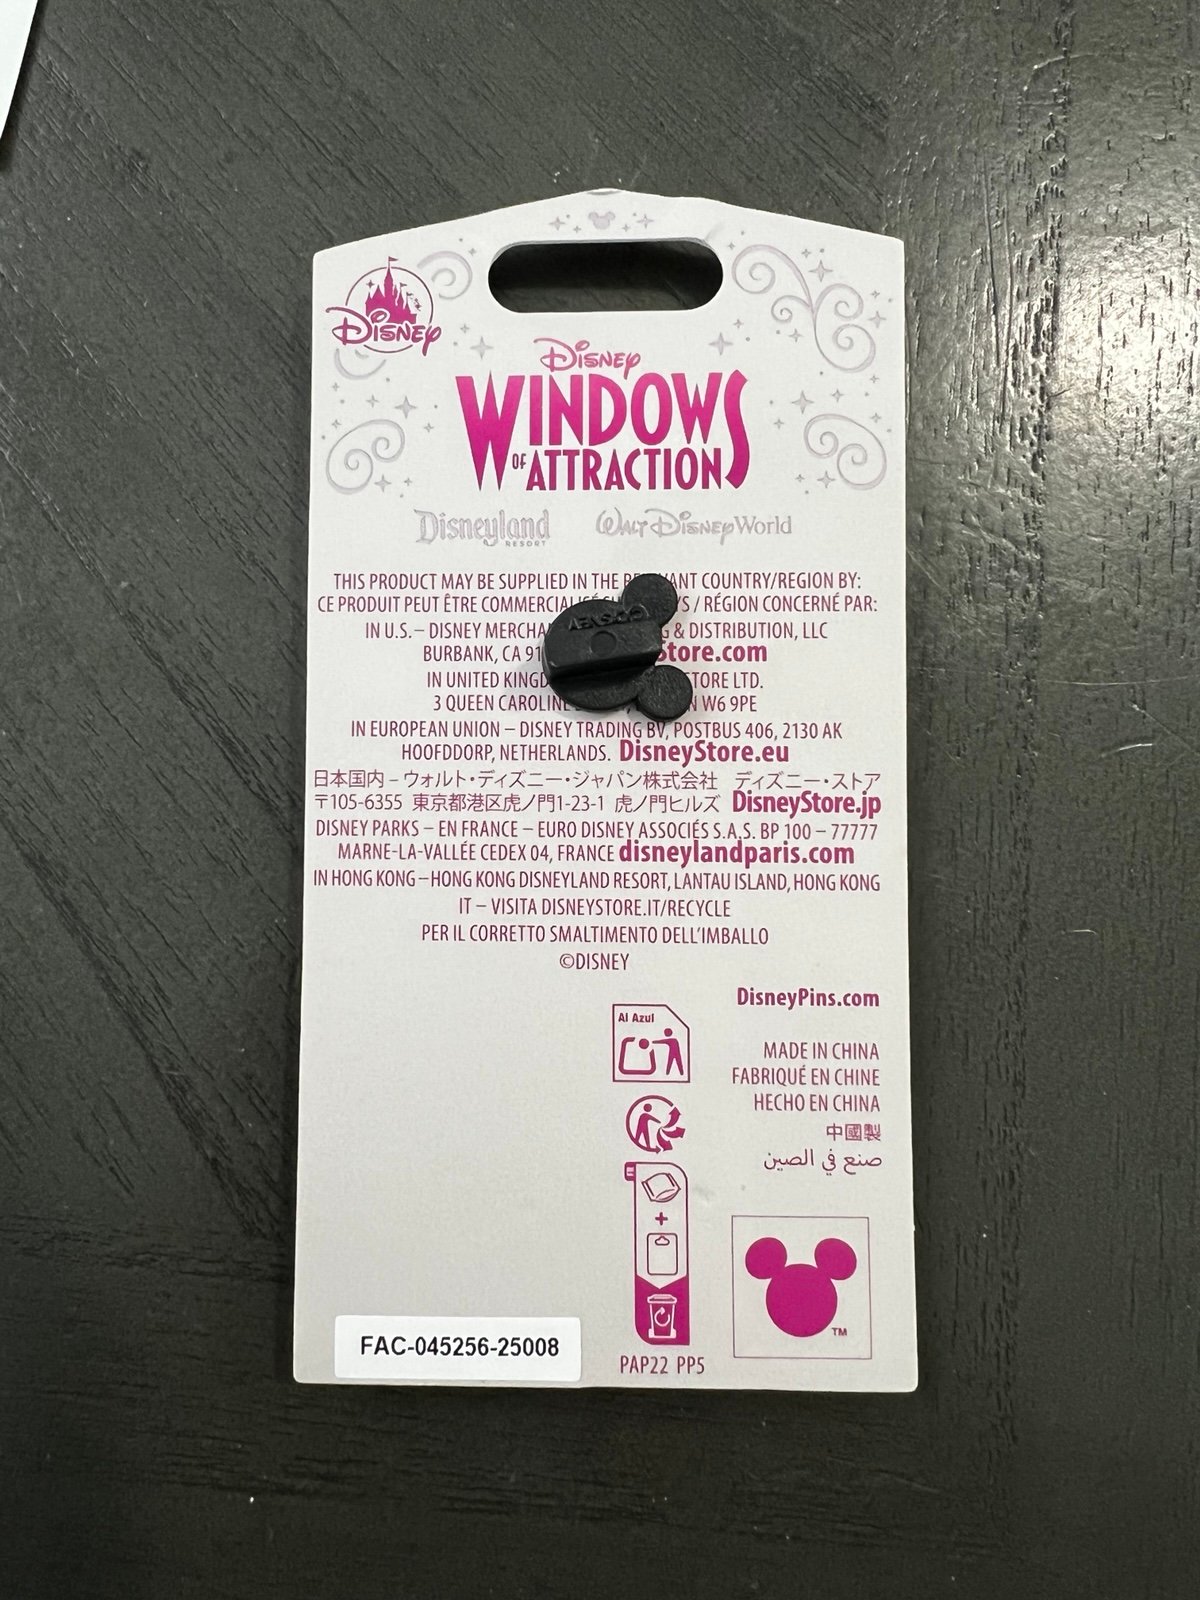 Disney
Disney
WINDOWS
OF ATTRACTION
Disneyland
RESORT
Walt Disney World
THIS PRODUCT MAY BE SUPPLIED IN THE RELEVANT COUNTRY/REGION BY:
CE PRODUIT PEUT ÊTRE COMMERCIALISÉ / RÉGION CONCERNÉ PAR:
IN U.S. – DISNEY & DISTRIBUTION, LLC
BURBANK, CA Store.com
IN UNITED STORE LTD.
3 QUEEN CAROLINE W6 9PE
IN EUROPEAN UNION – DISNEY TRADING BV, POSTBUS 406, 2130 AK
HOOFDDORP, NETHERLANDS. DisneyStore.eu
日本国内 – ウォルト・ディズニー・ジャパン株式会社 ディズニー・ストア
〒105-6355 東京都港区虎ノ門1-23-1 虎ノ門ヒルズ DisneyStore.jp
DISNEY PARKS – EN FRANCE – EURO DISNEY ASSOCIÉS S.A.S. BP 100 – 77777
MARNE-LA-VALLÉE CEDEX 04, FRANCE disneylandparis.com
IN HONG KONG – HONG KONG DISNEYLAND RESORT, LANTAU ISLAND, HONG KONG
IT – VISITA DISNEYSTORE.IT/RECYCLE
PER IL CORRETTO SMALTIMENTO DELL'IMBALLO
©DISNEY
DisneyPins.com
Al Azul
MADE IN CHINA
FABRIQUÉ EN CHINE
HECHO EN CHINA
中國製
صنع في الصين
TM
FAC-045256-25008
PAP22 PP5